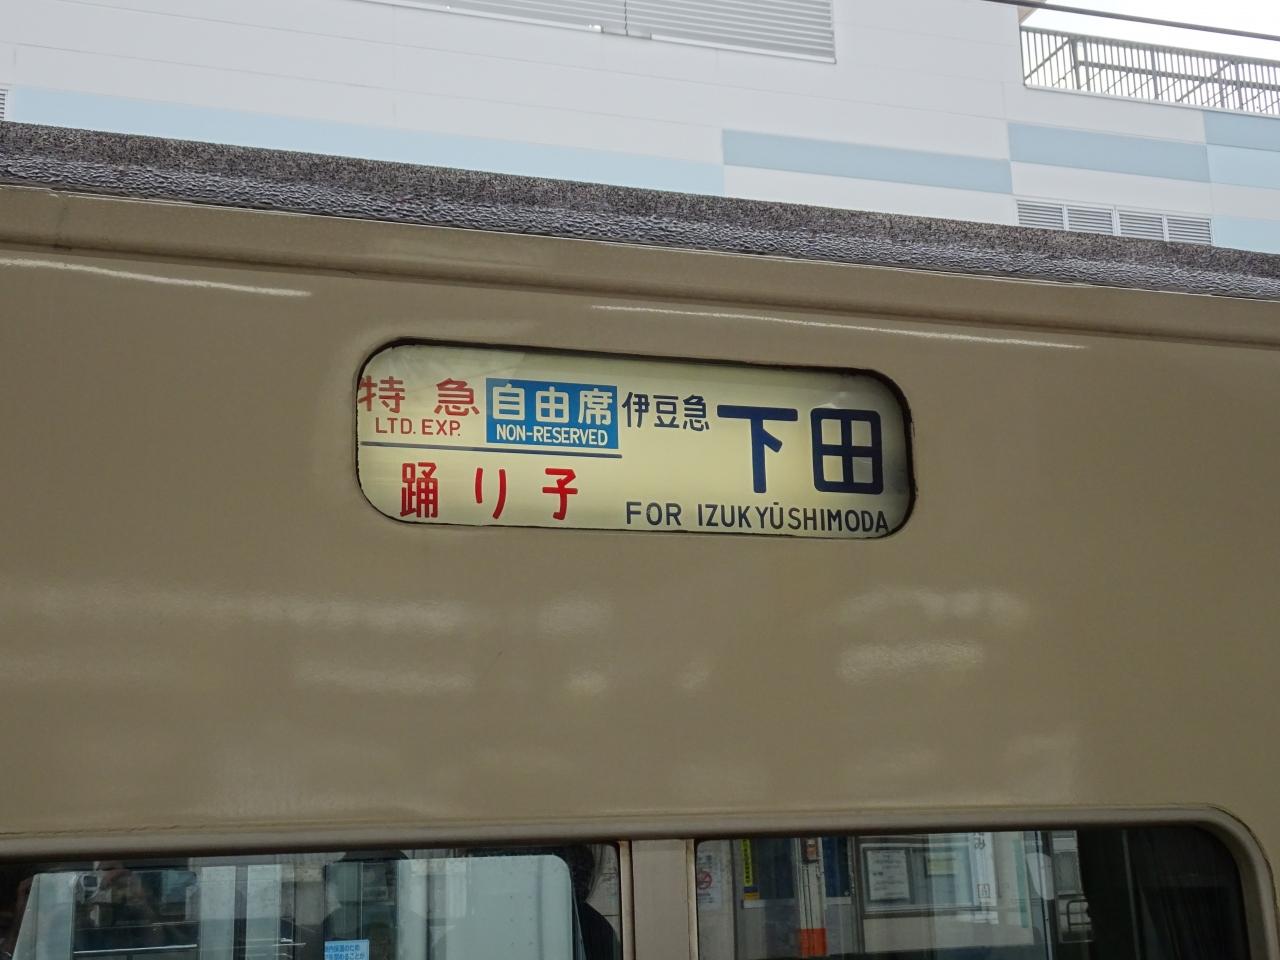 特急 自由席 伊豆急 下田
LTD. EXP. NON-RESERVED
踊り子 FOR IZUKYŪSHIMODA